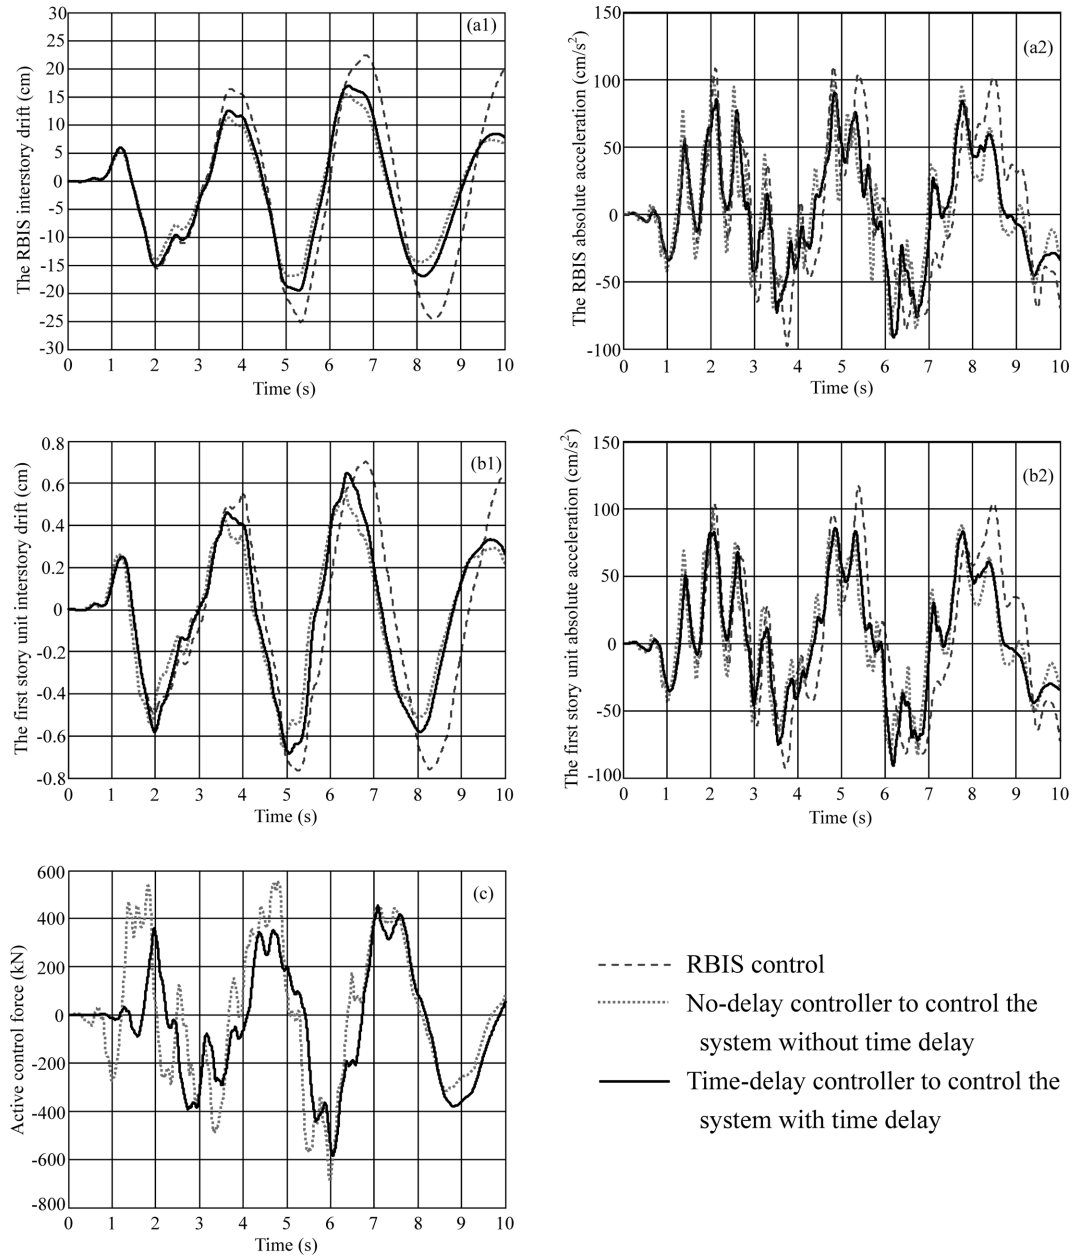 30
25
20
15
10
5
0
-5
-10
-15
-20
-25
-30
(a1)
The RBIS interstory drift (cm)
0 1 2 3 4 5 6 7 8 9 10
Time (s)
150
100
50
0
-50
-100
(a2)
The RBIS absolute acceleration (cm/s²)
0 1 2 3 4 5 6 7 8 9 10
Time (s)
0.8
0.6
0.4
0.2
0
-0.2
-0.4
-0.6
-0.8
(b1)
The first story unit interstory drift (cm)
0 1 2 3 4 5 6 7 8 9 10
Time (s)
150
100
50
0
-50
-100
(b2)
The first story unit absolute acceleration (cm/s²)
0 1 2 3 4 5 6 7 8 9 10
Time (s)
600
400
200
0
-200
-400
-600
-800
(c)
Active control force (kN)
0 1 2 3 4 5 6 7 8 9 10
Time (s)
RBIS control
No-delay controller to control the
system without time delay
Time-delay controller to control the
system with time delay